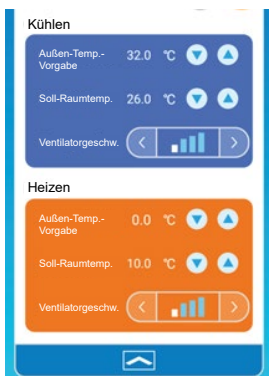 Kühlen
Außen-Temp.- 32.0 °C
Vorgabe
Soll-Raumtemp. 26.0 °C
Ventilatorgeschw.
Heizen
Außen-Temp.- 0.0 °C
Vorgabe
Soll-Raumtemp. 10.0 °C
Ventilatorgeschw.